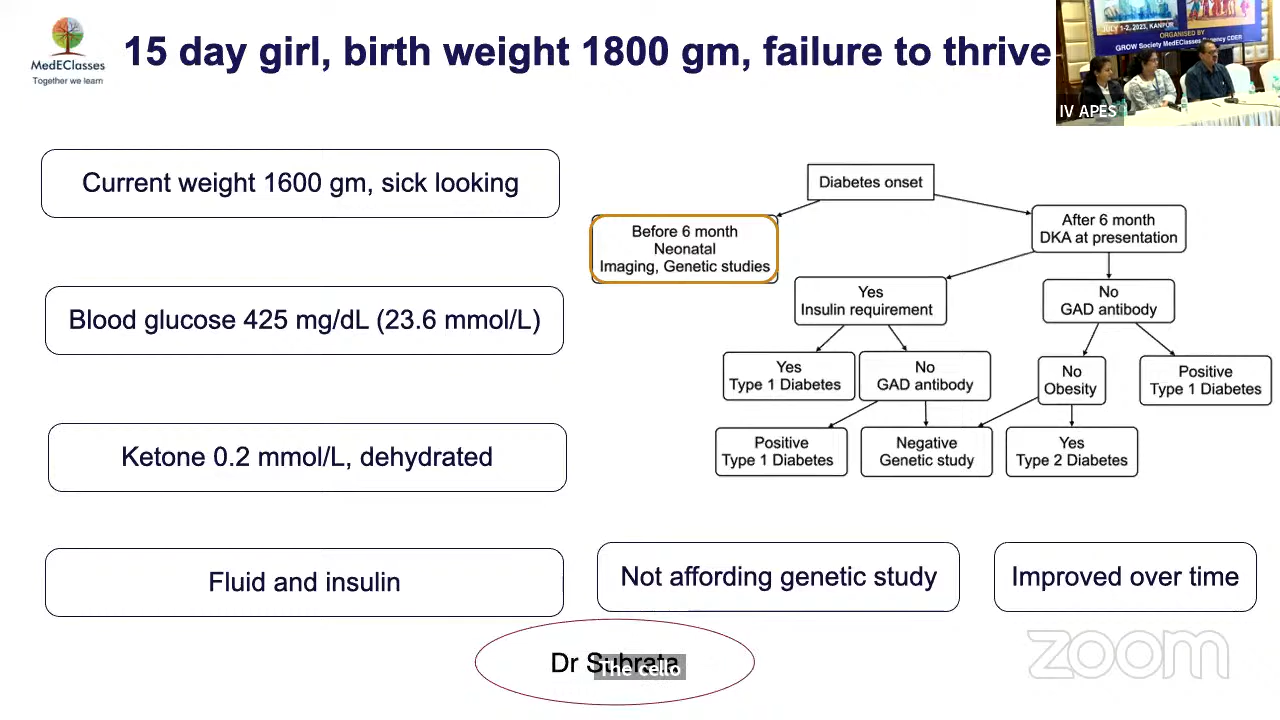 MedEClasses
Together we learn
15 day girl, birth weight 1800 gm, failure to thrive
JULY 1-2, 2023, KANPUR
ORGANISED BY
GROW Society MedEClasses Regency CDER
IV APES
Current weight 1600 gm, sick looking
Blood glucose 425 mg/dL (23.6 mmol/L)
Ketone 0.2 mmol/L, dehydrated
Fluid and insulin
Diabetes onset
Before 6 month
Neonatal
Imaging, Genetic studies
After 6 month
DKA at presentation
Yes
Insulin requirement
No
GAD antibody
Yes
Type 1 Diabetes
No
GAD antibody
No
Obesity
Positive
Type 1 Diabetes
Positive
Type 1 Diabetes
Negative
Genetic study
Yes
Type 2 Diabetes
Not affording genetic study
Improved over time
Dr Subrata
The cello
zoom